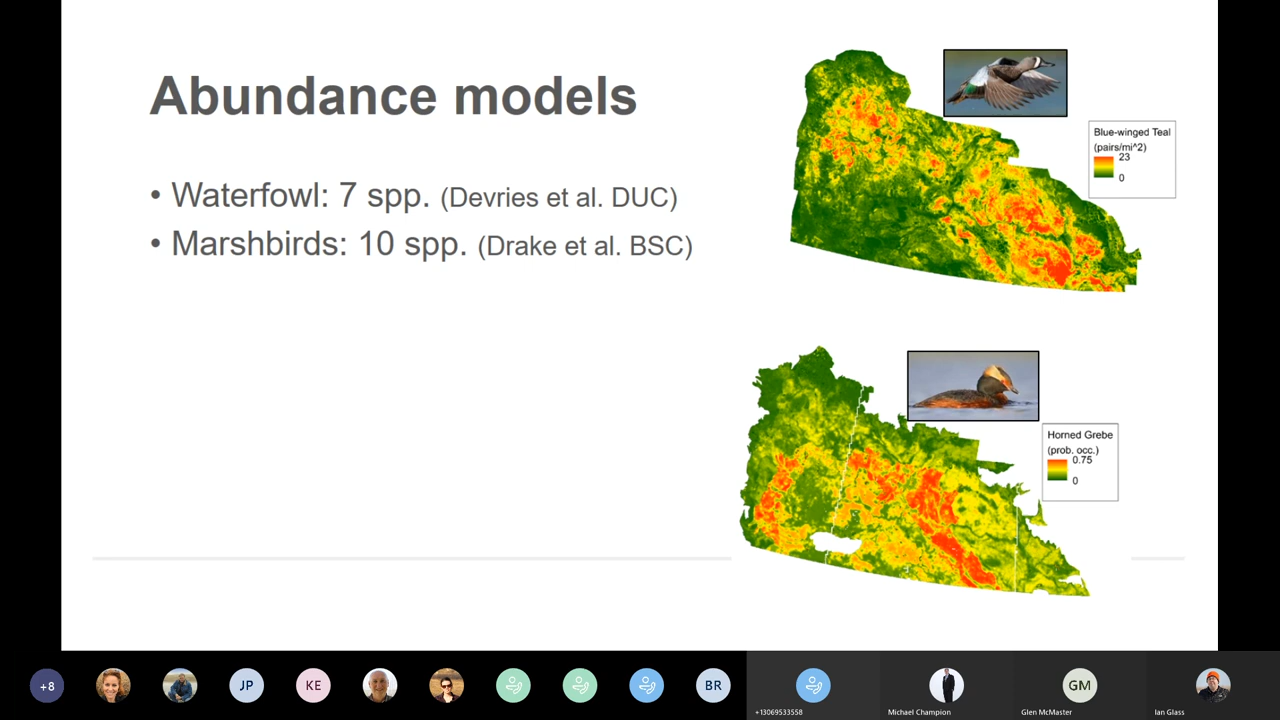 Abundance models
• Waterfowl: 7 spp. (Devries et al. DUC)
• Marshbirds: 10 spp. (Drake et al. BSC)
Blue-winged Teal
(pairs/mi^2)
23
0
Horned Grebe
(prob. occ.)
0.75
0
+8
JP
KE
BR
+13069533558
Michael Champion
GM
Glen McMaster
Ian Glass